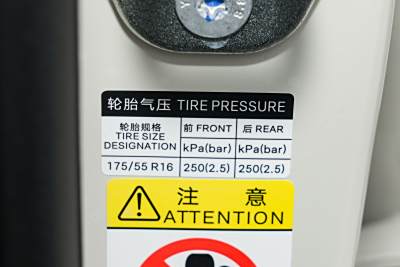 轮胎气压 TIRE PRESSURE
轮胎规格 前 FRONT 后 REAR
TIRE SIZE
DESIGNATION kPa(bar) kPa(bar)
175/55 R16 250(2.5) 250(2.5)
注 意
ATTENTION